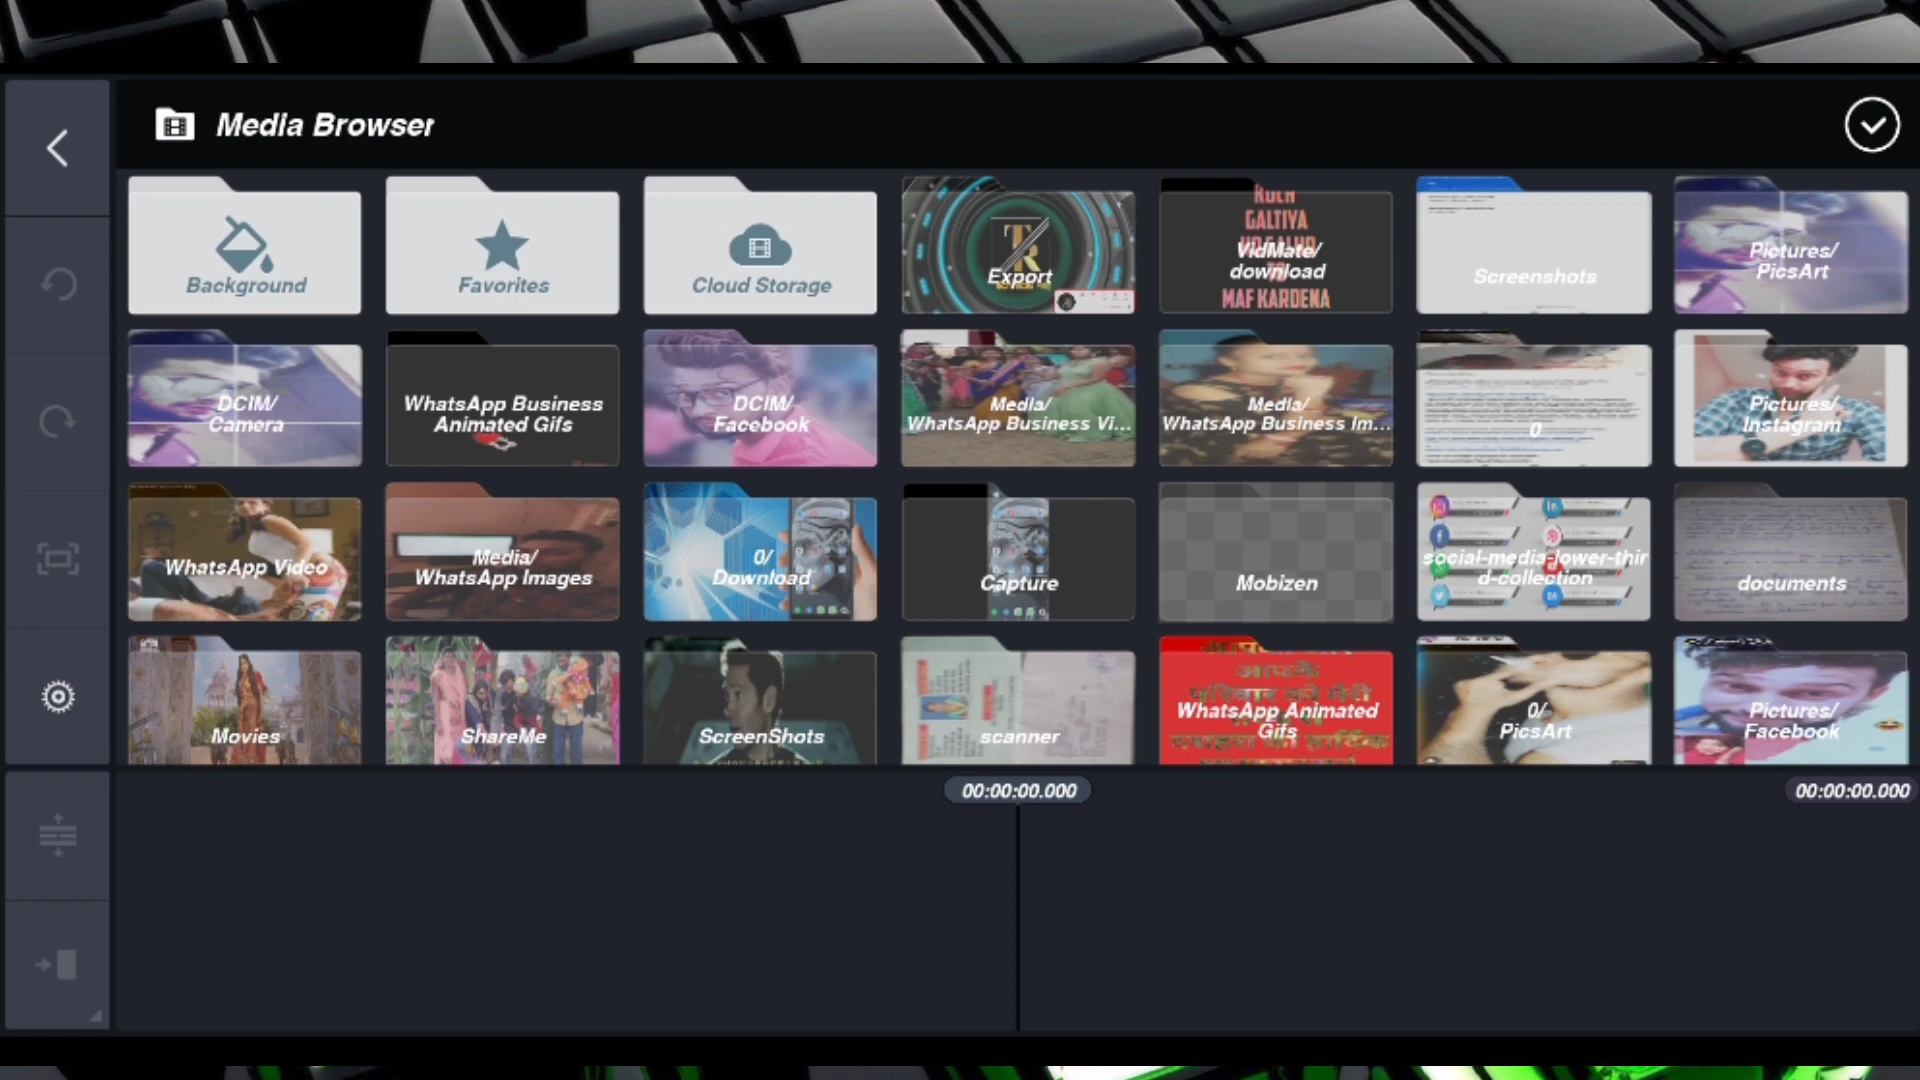 Media Browser
Background
Favorites
Cloud Storage
Export
GALTIYA
VidMate/
download
MAF KARDENA
Screenshots
Pictures/
PicsArt
DCIM/
Camera
WhatsApp Business
Animated Gifs
DCIM/
Facebook
Media/
WhatsApp Business Vi...
Media/
WhatsApp Business Im...
0
Pictures/
Instagram
WhatsApp Video
Media/
WhatsApp Images
0/
Download
Capture
Mobizen
social-media-lower-thir
d-collection
documents
Movies
ShareMe
ScreenShots
scanner
आपके
WhatsApp Animated
Gifs
0/
PicsArt
Pictures/
Facebook
00:00:00.000
00:00:00.000